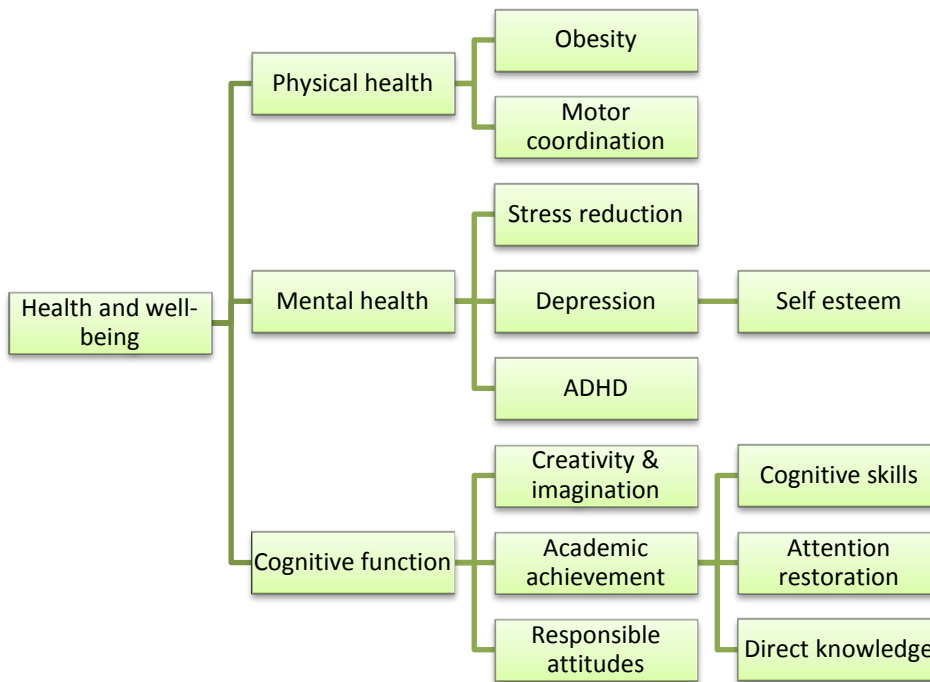 Obesity
Physical health
Motor
coordination
Stress reduction
Health and well-
being
Mental health
Depression
Self esteem
ADHD
Creativity &
imagination
Cognitive skills
Cognitive function
Academic
achievement
Attention
restoration
Responsible
attitudes
Direct knowledge